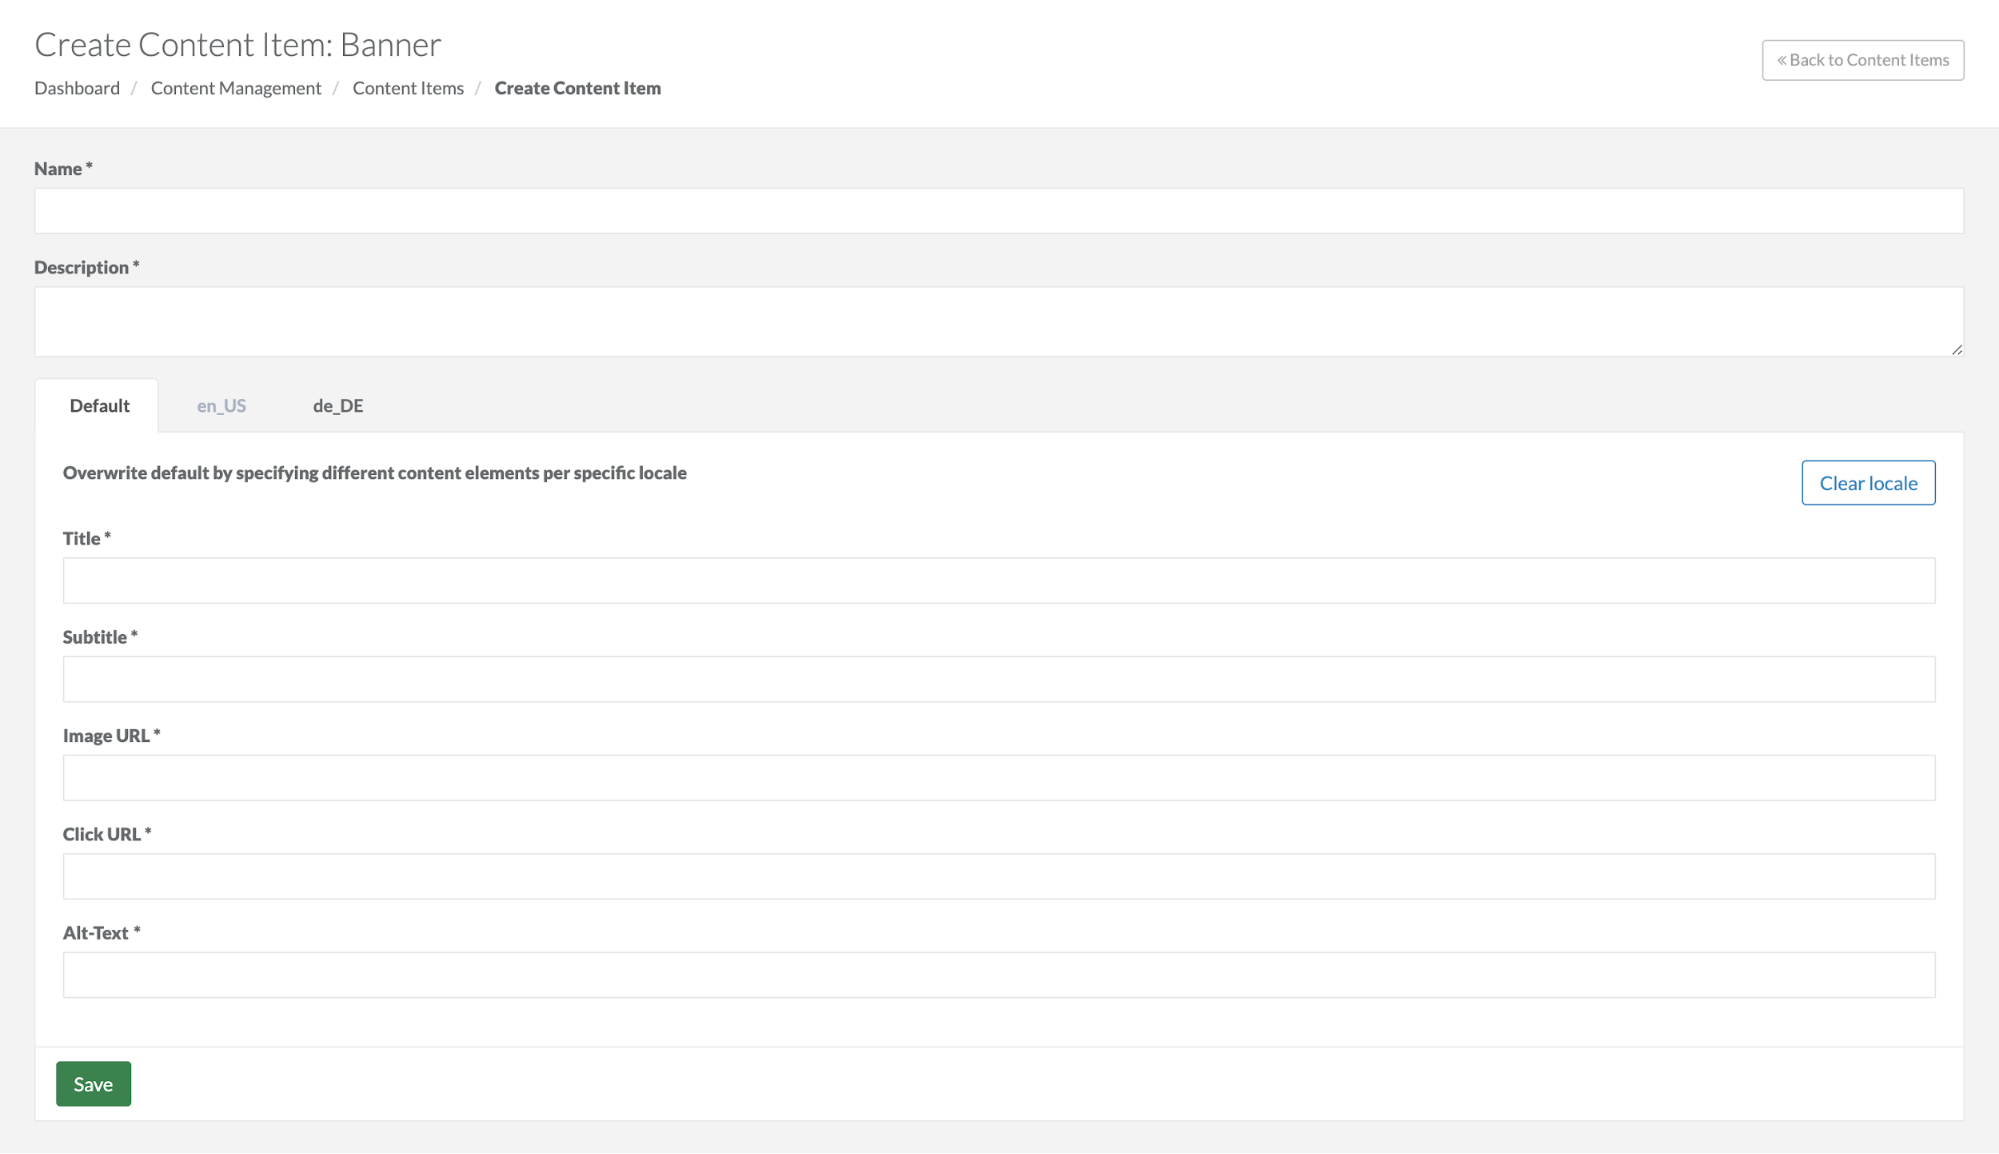 Create Content Item: Banner
« Back to Content Items
Dashboard / Content Management / Content Items / Create Content Item
Name *
Description *
Default en_US de_DE
Overwrite default by specifying different content elements per specific locale
Clear locale
Title *
Subtitle *
Image URL *
Click URL *
Alt-Text *
Save